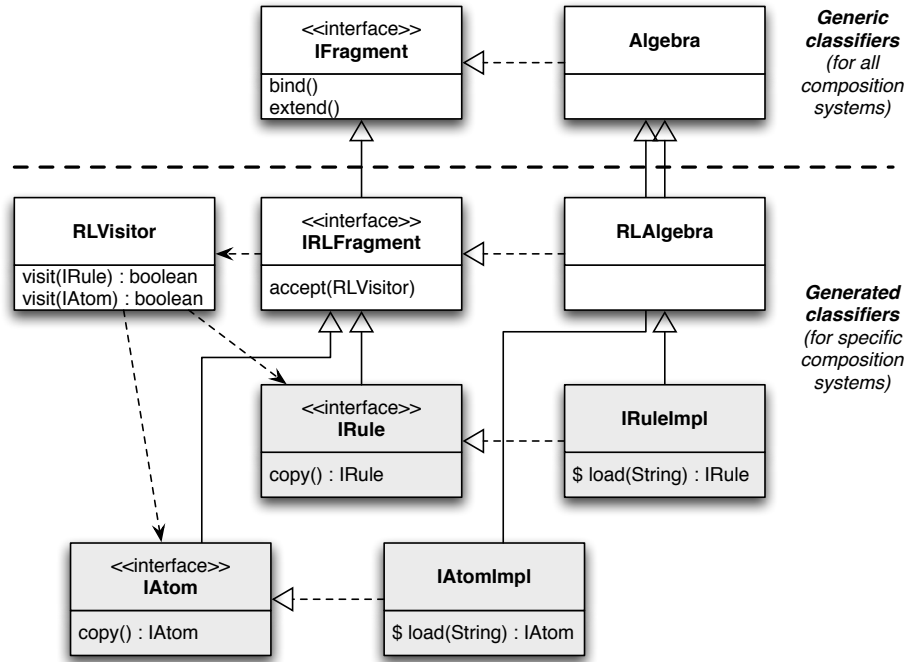 <<interface>>
IFragment
bind()
extend()
Algebra
Generic
classifiers
(for all
composition
systems)
RLVisitor
visit(IRule) : boolean
visit(IAtom) : boolean
<<interface>>
IRLFragment
accept(RLVisitor)
RLAlgebra
Generated
classifiers
(for specific
composition
systems)
<<interface>>
IRule
copy() : IRule
IRuleImpl
$ load(String) : IRule
<<interface>>
IAtom
copy() : IAtom
IAtomImpl
$ load(String) : IAtom